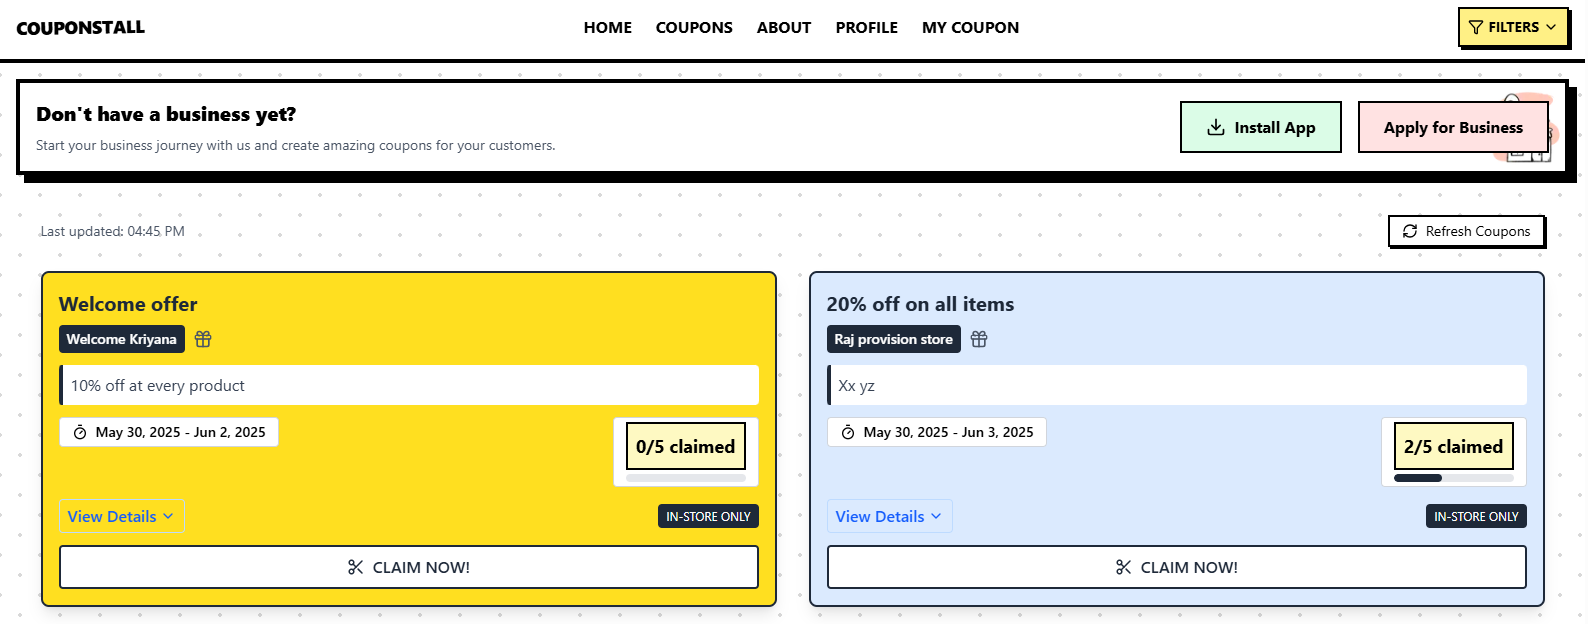 COUPONSTALL
HOME COUPONS ABOUT PROFILE MY COUPON
FILTERS
Don't have a business yet?
Start your business journey with us and create amazing coupons for your customers.
Install App
Apply for Business
Last updated: 04:45 PM
Refresh Coupons
Welcome offer
Welcome Kriyana
10% off at every product
May 30, 2025 - Jun 2, 2025
0/5 claimed
View Details
IN-STORE ONLY
CLAIM NOW!
20% off on all items
Raj provision store
Xx yz
May 30, 2025 - Jun 3, 2025
2/5 claimed
View Details
IN-STORE ONLY
CLAIM NOW!